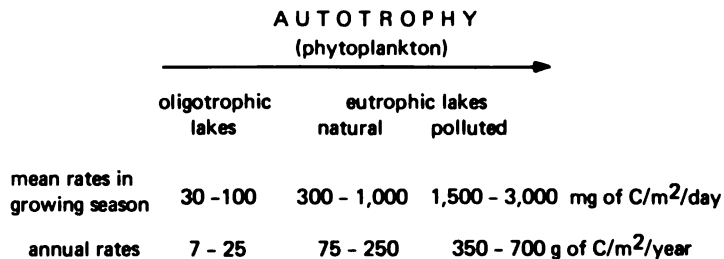 AUTOTROPHY
(phytoplankton)
oligotrophic eutrophic lakes
lakes natural polluted
mean rates in
growing season 30 – 100 300 – 1,000 1,500 – 3,000 mg of C/m²/day
annual rates 7 – 25 75 – 250 350 – 700 g of C/m²/year